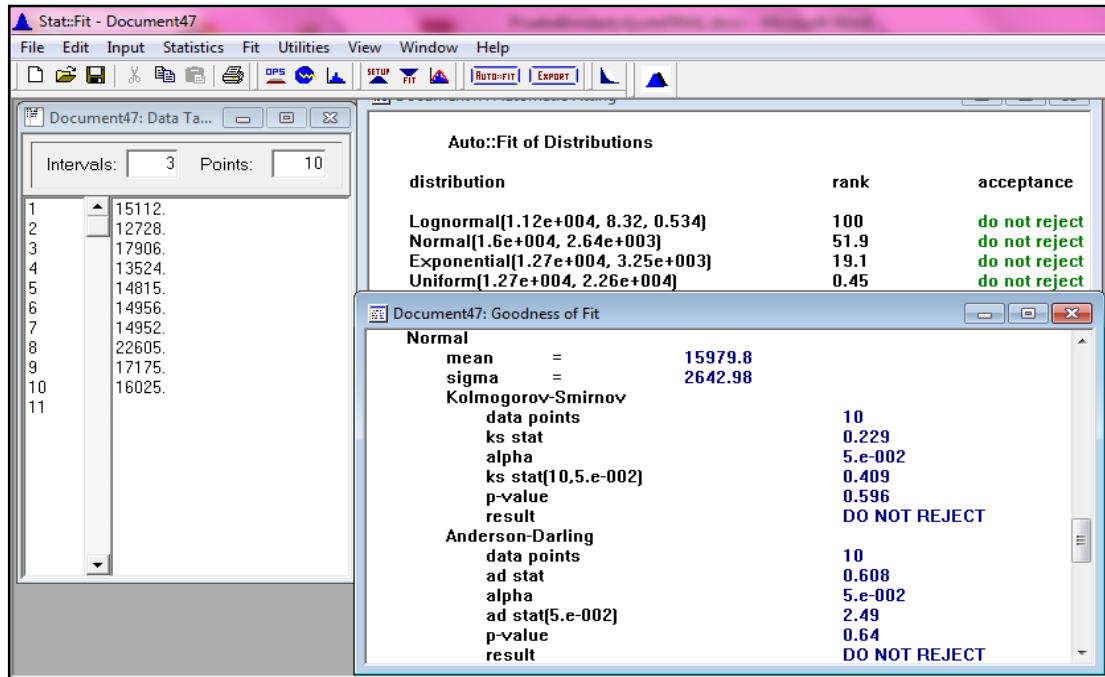 Stat::Fit - Document47
File Edit Input Statistics Fit Utilities View Window Help
OPS SETUP FIT AUTO::FIT EXPORT
Document47: Data Ta...
Intervals: 3 Points: 10
1 15112.
2 12728.
3 17906.
4 13524.
5 14815.
6 14956.
7 14952.
8 22605.
9 17175.
10 16025.
11
Auto::Fit of Distributions
distribution rank acceptance
Lognormal(1.12e+004, 8.32, 0.534) 100 do not reject
Normal(1.6e+004, 2.64e+003) 51.9 do not reject
Exponential(1.27e+004, 3.25e+003) 19.1 do not reject
Uniform(1.27e+004, 2.26e+004) 0.45 do not reject
Document47: Goodness of Fit
Normal
mean = 15979.8
sigma = 2642.98
Kolmogorov-Smirnov
data points 10
ks stat 0.229
alpha 5.e-002
ks stat(10,5.e-002) 0.409
p-value 0.596
result DO NOT REJECT
Anderson-Darling
data points 10
ad stat 0.608
alpha 5.e-002
ad stat(5.e-002) 2.49
p-value 0.64
result DO NOT REJECT